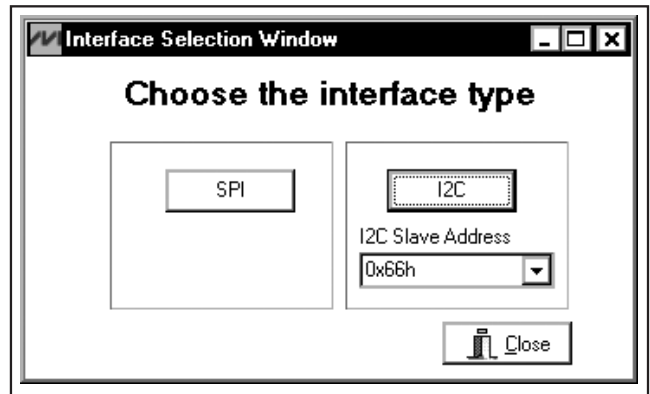 Interface Selection Window
Choose the interface type
SPI
I2C
I2C Slave Address
0x66h
Close